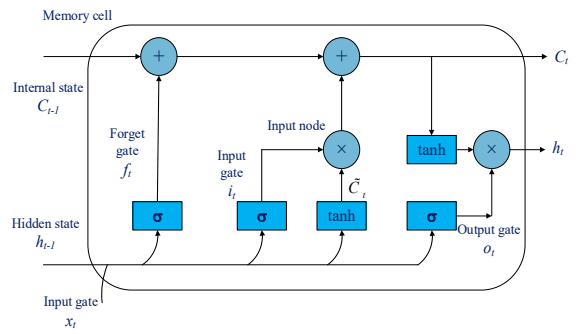 Memory cell
+
+
C_t
Internal state
C_{t-1}
Forget
gate
f_t
Input
gate
i_t
Input node
×
C̃_t
tanh
×
h_t
σ
σ
tanh
σ
Hidden state
h_{t-1}
Output gate
o_t
Input gate
x_t